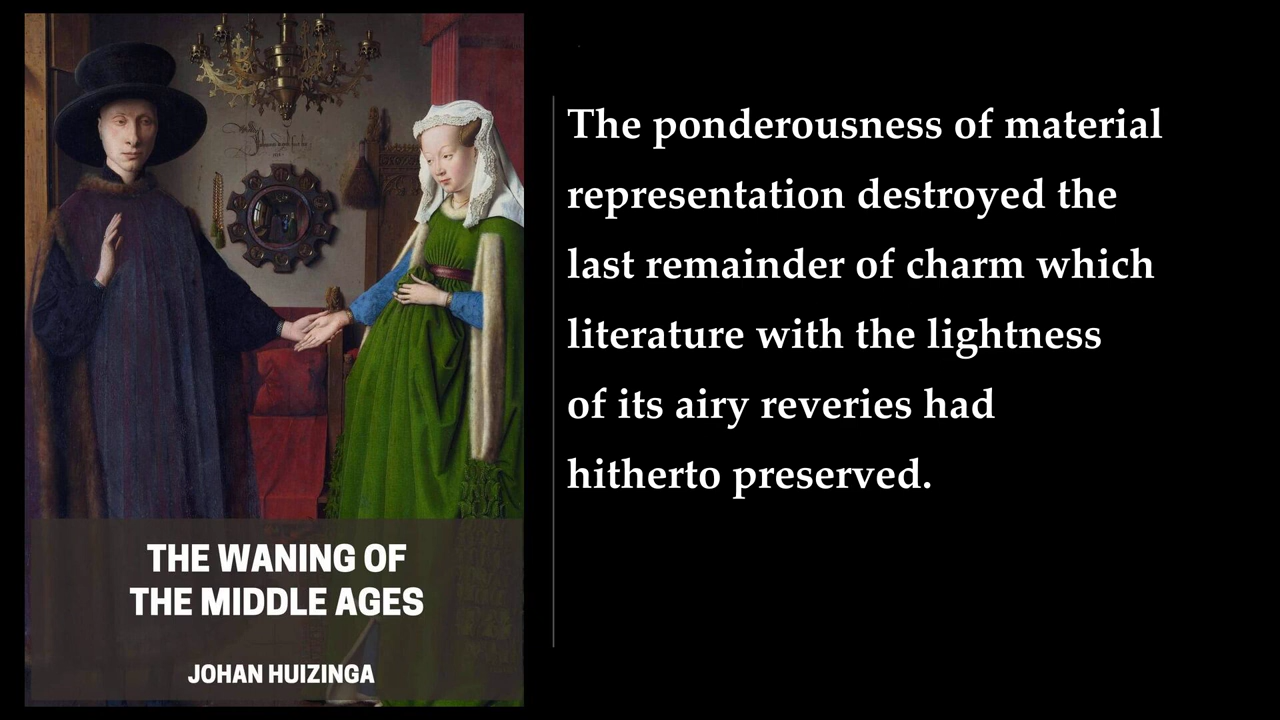 THE WANING OF
THE MIDDLE AGES
JOHAN HUIZINGA
The ponderousness of material
representation destroyed the
last remainder of charm which
literature with the lightness
of its airy reveries had
hitherto preserved.